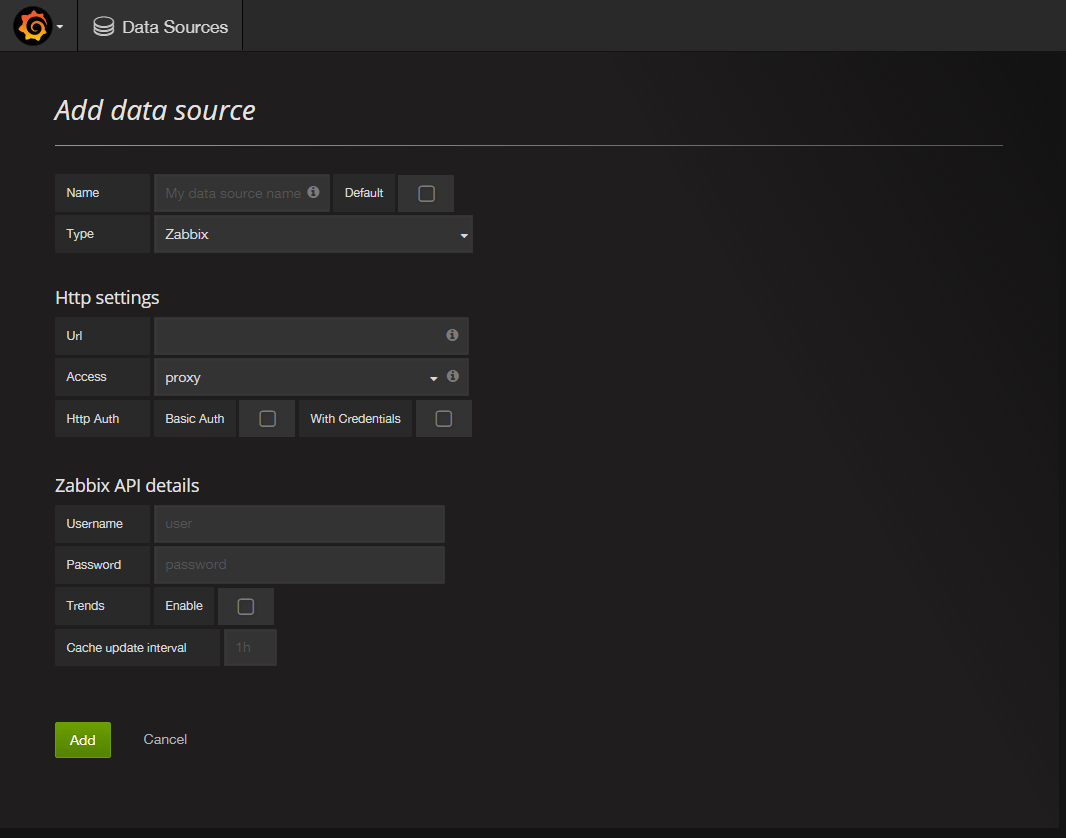 Data Sources
Add data source
Name My data source name Default
Type Zabbix
Http settings
Url
Access proxy
Http Auth Basic Auth With Credentials
Zabbix API details
Username user
Password password
Trends Enable
Cache update interval 1h
Add Cancel